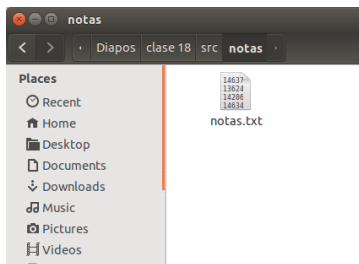 notas
Diapos clase 18 src notas
Places
Recent
Home
Desktop
Documents
Downloads
Music
Pictures
Videos
14637
13624
14206
14634
notas.txt